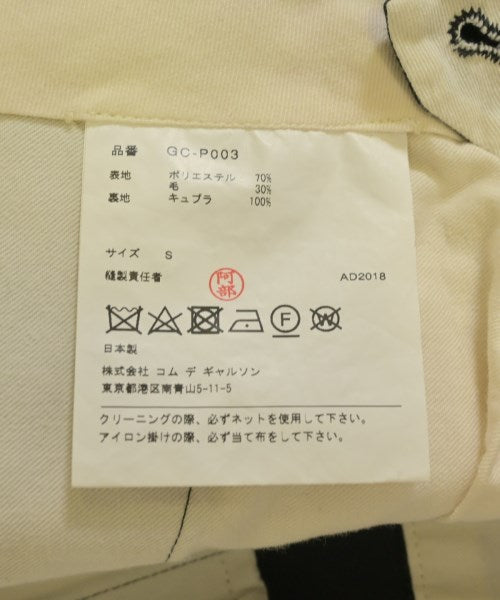 品番 GC-P003
表地 ポリエステル 70%
毛 30%
裏地 キュプラ 100%
サイズ S
縫製責任者 阿部 AD2018
F W
日本製
株式会社 コム デ ギャルソン
東京都港区南青山5-11-5
クリーニングの際、必ずネットを使用して下さい。
アイロン掛けの際、必ず当て布をして下さい。